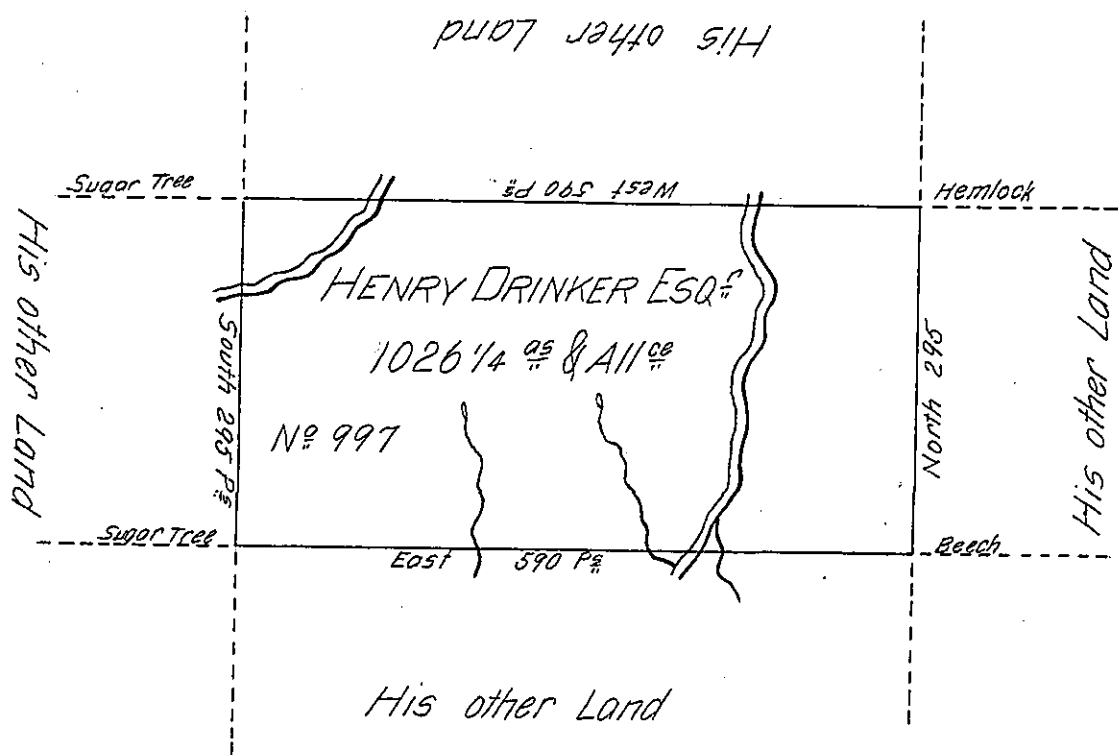 His other Land
Sugar Tree
West 590 Ps
Hemlock
His other Land
South 295 Ps
HENRY DRINKER ESQr
1026 1/4 as & Allce
No 997
North 295
His other Land
Sugar Tree
East 590 Ps
Beech
His other Land